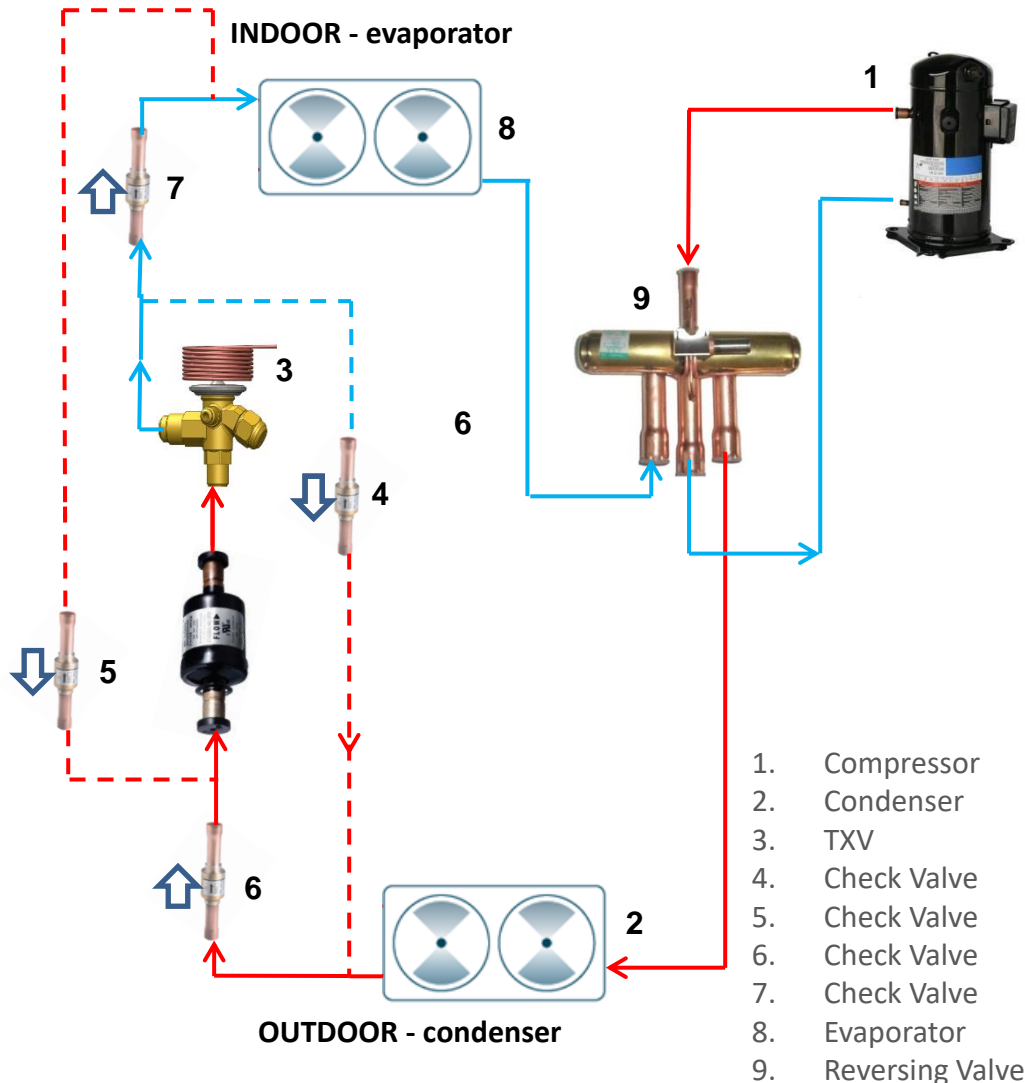 INDOOR - evaporator
1
8
7
9
3
6
4
FLOW
5
6
2
OUTDOOR - condenser
1. Compressor
2. Condenser
3. TXV
4. Check Valve
5. Check Valve
6. Check Valve
7. Check Valve
8. Evaporator
9. Reversing Valve